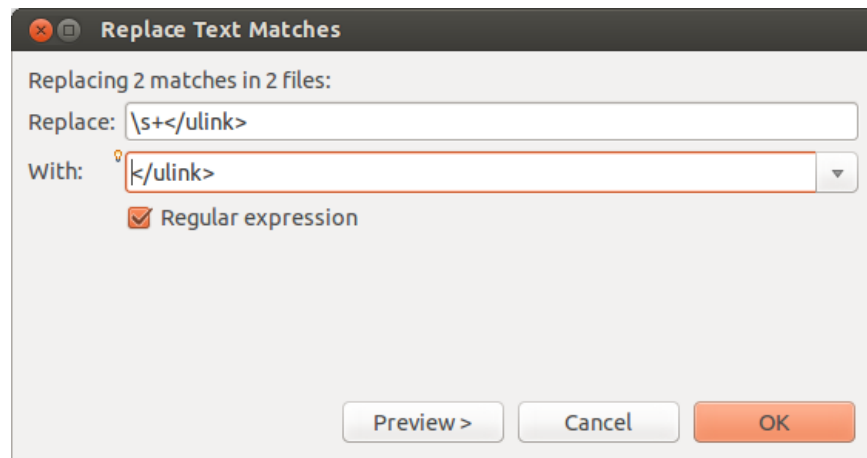 Replace Text Matches
Replacing 2 matches in 2 files:
Replace: \s+</ulink>
With: </ulink>
Regular expression
Preview > Cancel OK